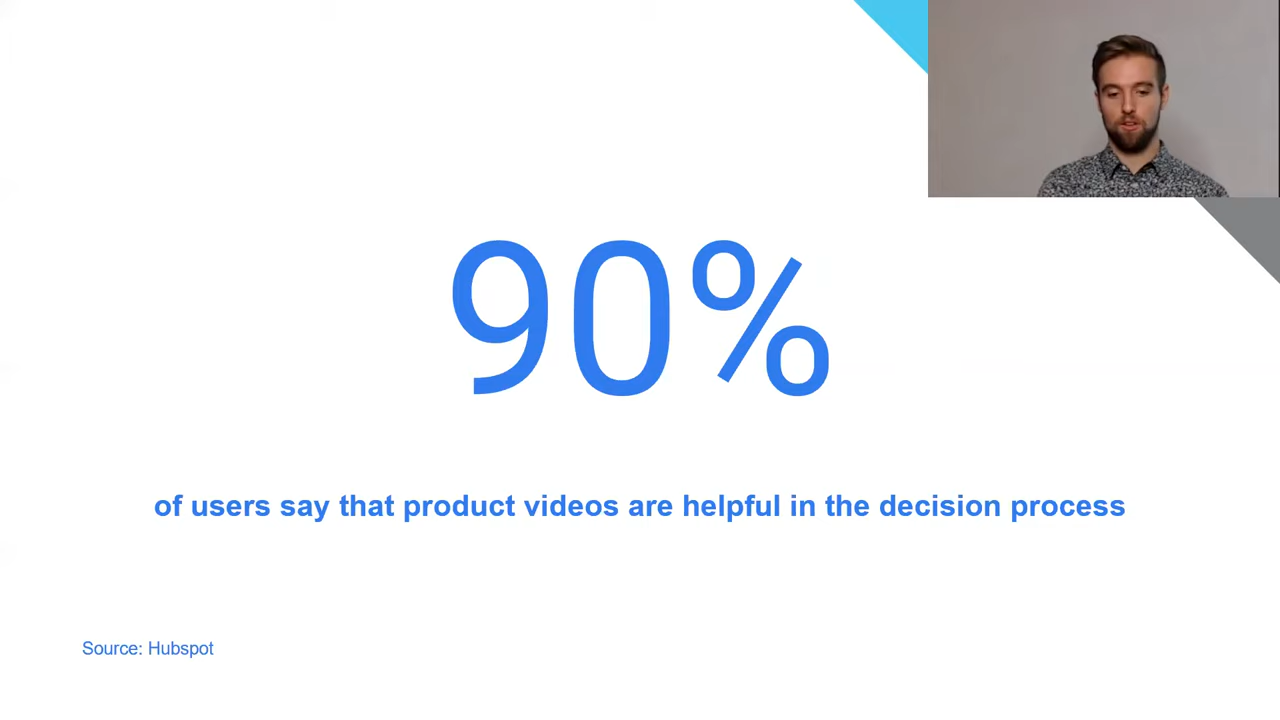 90%
of users say that product videos are helpful in the decision process
Source: Hubspot